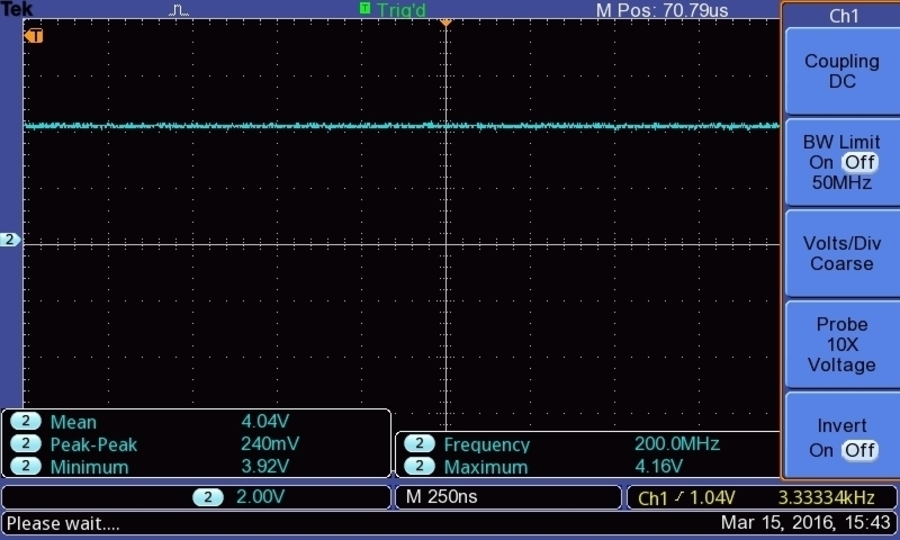 Tek T Trig'd M Pos: 70.79us
Ch1
T
Coupling
DC
BW Limit
On Off
50MHz
2
Volts/Div
Coarse
Probe
10X
Voltage
Invert
On Off
2 Mean 4.04V
2 Peak-Peak 240mV
2 Minimum 3.92V
2 Frequency 200.0MHz
2 Maximum 4.16V
2 2.00V M 250ns Ch1 1.04V 3.33334kHz
Please wait.... Mar 15, 2016, 15:43